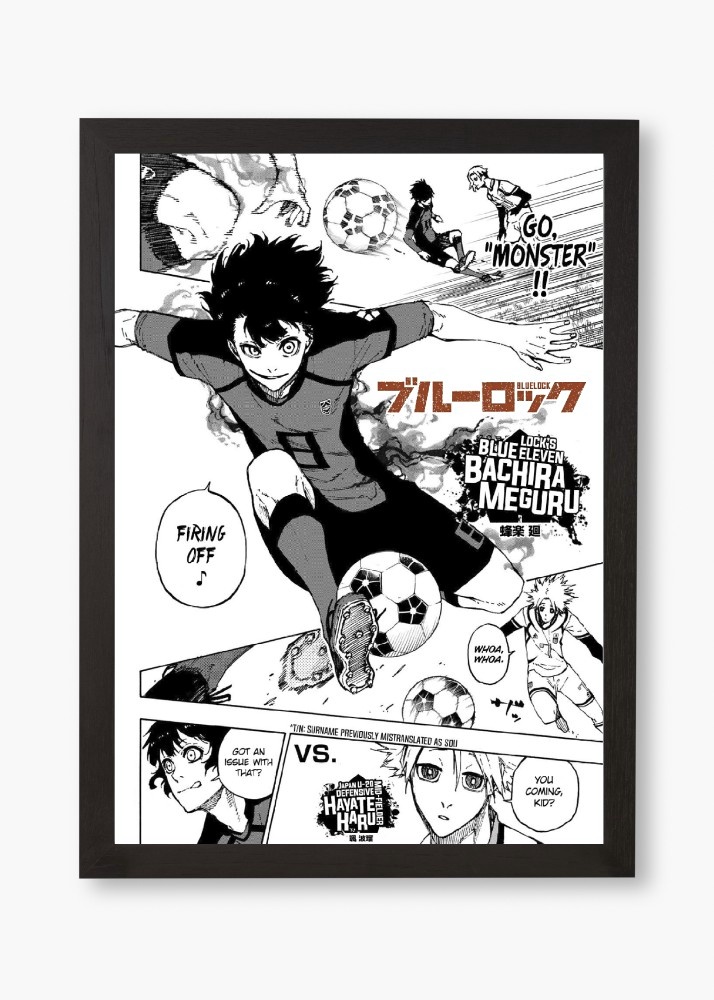 GO,
"MONSTER"
!!
BLUELOCK
ブルーロック
BLUE LOCK'S
ELEVEN
BACHIRA
MEGURU
蜂楽 廻
FIRING
OFF
♪
WHOA,
WHOA.
*T/N: SURNAME PREVIOUSLY MISTRANSLATED AS SOU
GOT AN
ISSUE WITH
THAT?
VS.
JAPAN U-20
DEFENSIVE
MID-FIELDER
HAYATE
HARU
YOU
COMING,
KID?